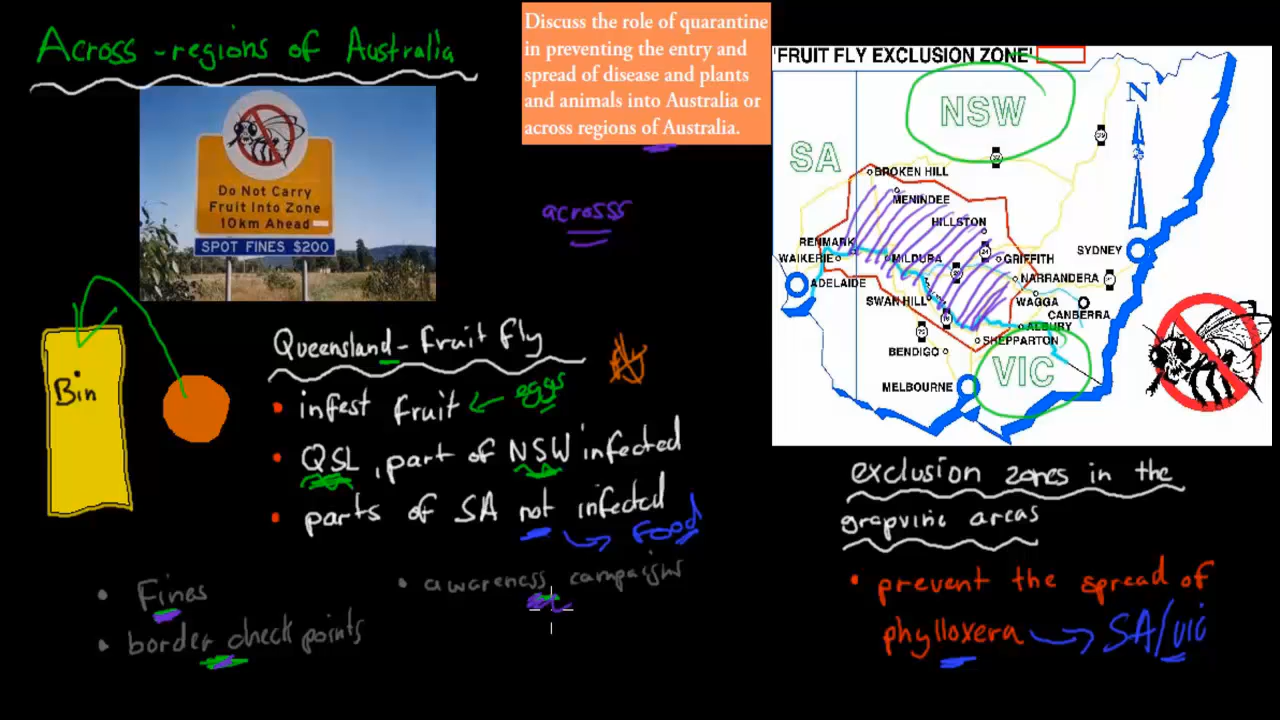 Across - regions of Australia
Discuss the role of quarantine
in preventing the entry and
spread of disease and plants
and animals into Australia or
across regions of Australia.
Do Not Carry
Fruit Into Zone
10km Ahead
SPOT FINES $200
acrosss
'FRUIT FLY EXCLUSION ZONE'
NSW
N
SA
BROKEN HILL
MENINDEE
HILLSTON
RENMARK
WAIKERIE
MILDURA
GRIFFITH
SYDNEY
ADELAIDE
NARRANDERA
SWAN HILL
WAGGA
CANBERRA
ALBURY
SHEPPARTON
BENDIGO
VIC
MELBOURNE
Bin
Queensland - fruit fly
infest fruit ← eggs
QSL, part of NSW infected
parts of SA not infected
Food
Fines
border check points
awareness campaigns
exclusion zones in the
grapvinc areas
prevent the spread of
phylloxera → SA/vic